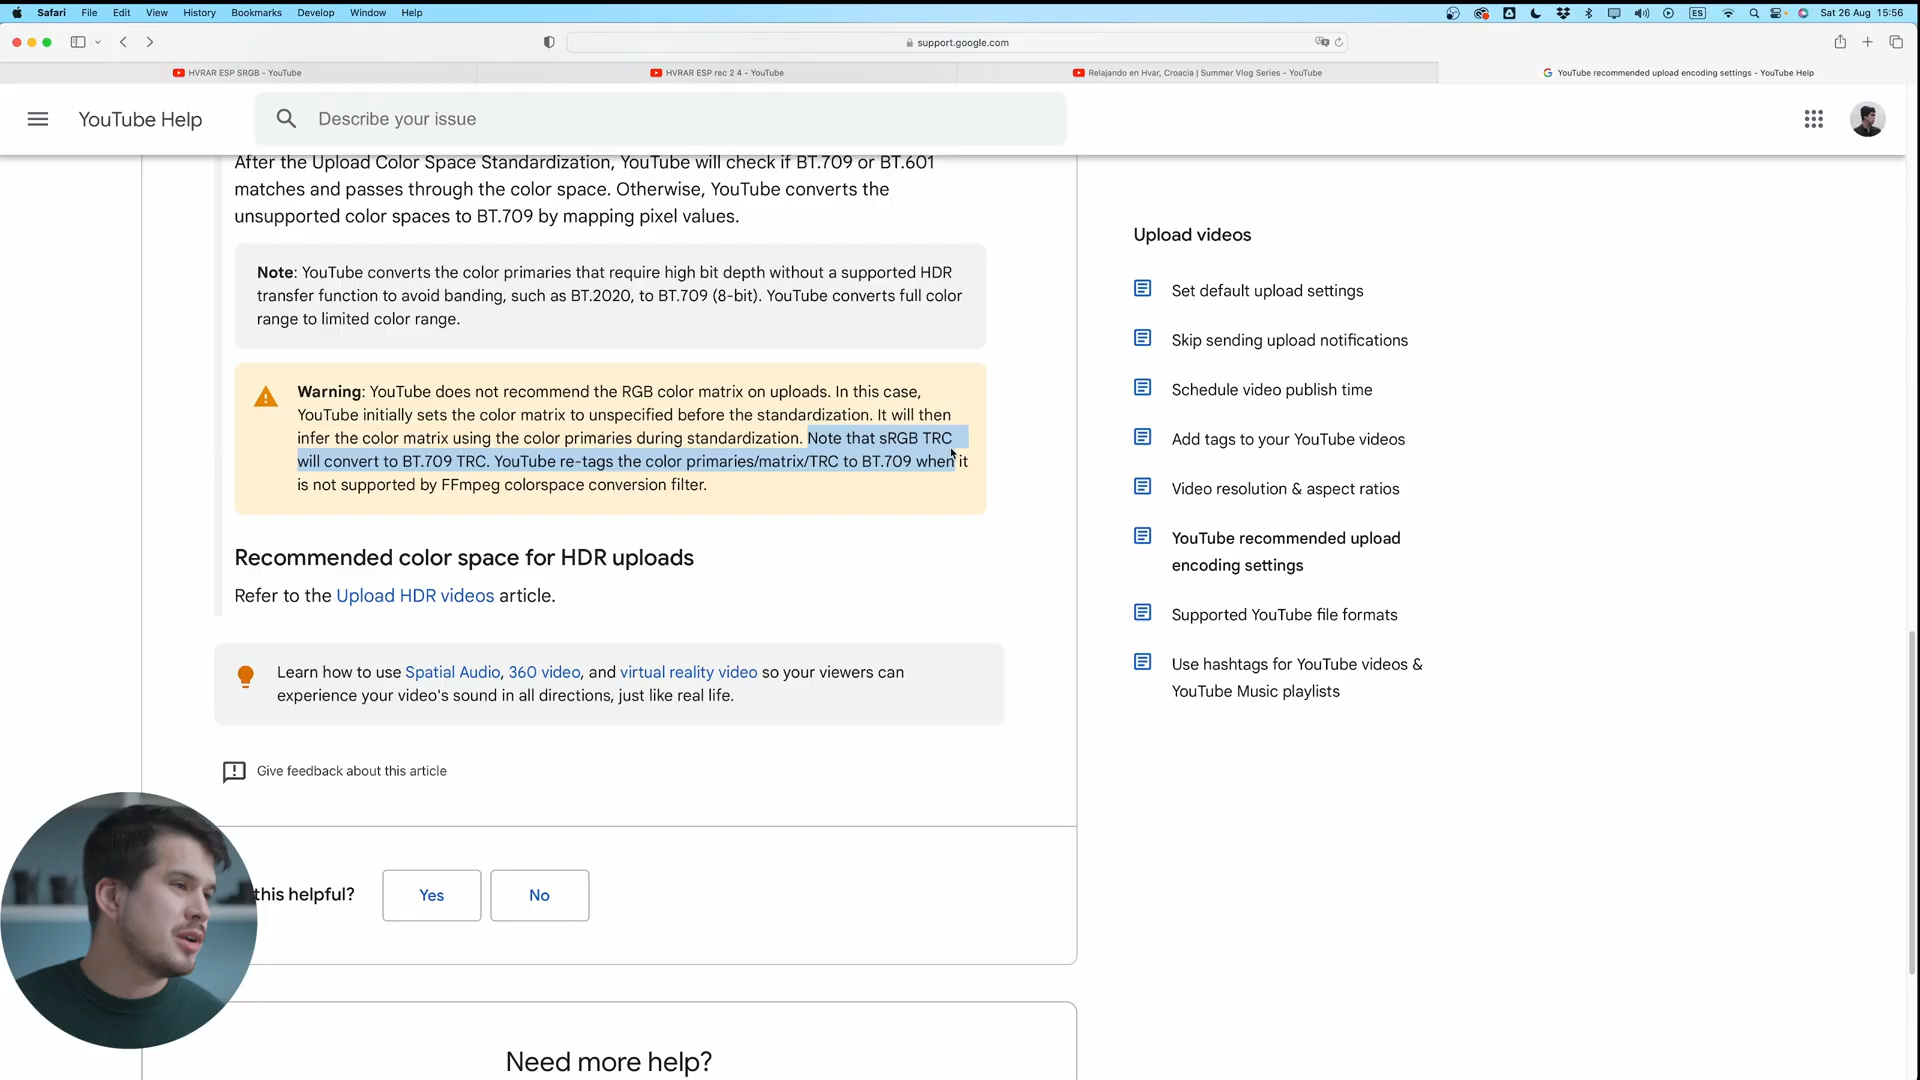 Safari File Edit View History Bookmarks Develop Window Help ES Sat 26 Aug 15:56
support.google.com
HVRAR ESP SRGB - YouTube HVRAR ESP rec 2 4 - YouTube Relajando en Hvar, Croacia | Summer Vlog Series - YouTube YouTube recommended upload encoding settings - YouTube Help
YouTube Help Describe your issue
After the Upload Color Space Standardization, YouTube will check if BT.709 or BT.601
matches and passes through the color space. Otherwise, YouTube converts the
unsupported color spaces to BT.709 by mapping pixel values.
Note: YouTube converts the color primaries that require high bit depth without a supported HDR
transfer function to avoid banding, such as BT.2020, to BT.709 (8-bit). YouTube converts full color
range to limited color range.
Warning: YouTube does not recommend the RGB color matrix on uploads. In this case,
YouTube initially sets the color matrix to unspecified before the standardization. It will then
infer the color matrix using the color primaries during standardization. Note that sRGB TRC
will convert to BT.709 TRC. YouTube re-tags the color primaries/matrix/TRC to BT.709 when it
is not supported by FFmpeg colorspace conversion filter.
Recommended color space for HDR uploads
Refer to the Upload HDR videos article.
Learn how to use Spatial Audio, 360 video, and virtual reality video so your viewers can
experience your video's sound in all directions, just like real life.
Give feedback about this article
this helpful? Yes No
Need more help?
Upload videos
Set default upload settings
Skip sending upload notifications
Schedule video publish time
Add tags to your YouTube videos
Video resolution & aspect ratios
YouTube recommended upload
encoding settings
Supported YouTube file formats
Use hashtags for YouTube videos &
YouTube Music playlists